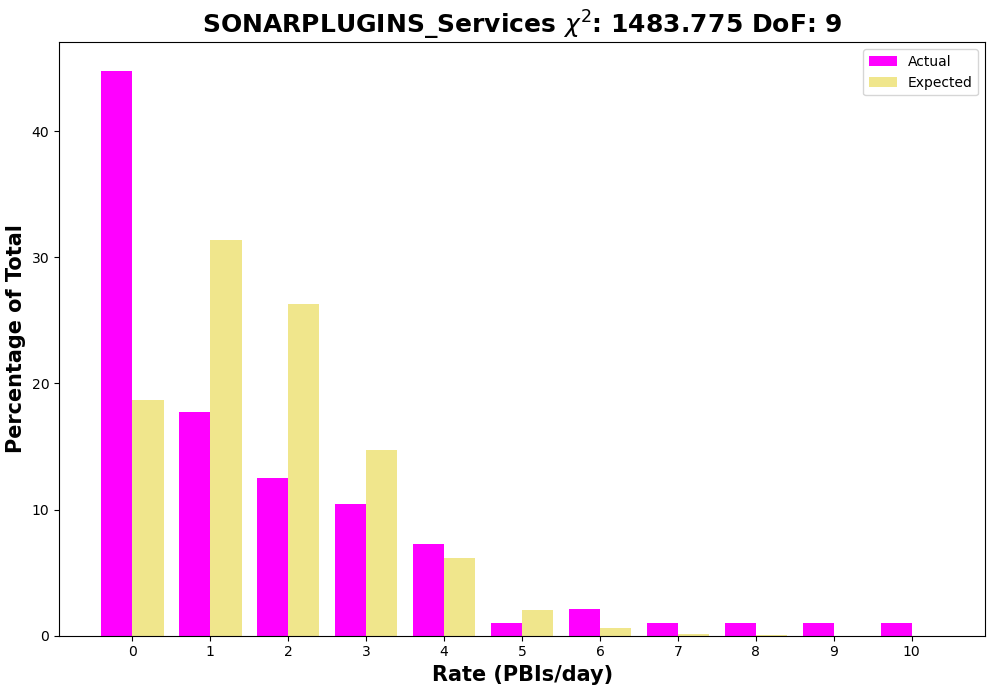 SONARPLUGINS_Services χ²: 1483.775 DoF: 9
Actual
Expected
Percentage of Total
40
30
20
10
0
0 1 2 3 4 5 6 7 8 9 10
Rate (PBIs/day)